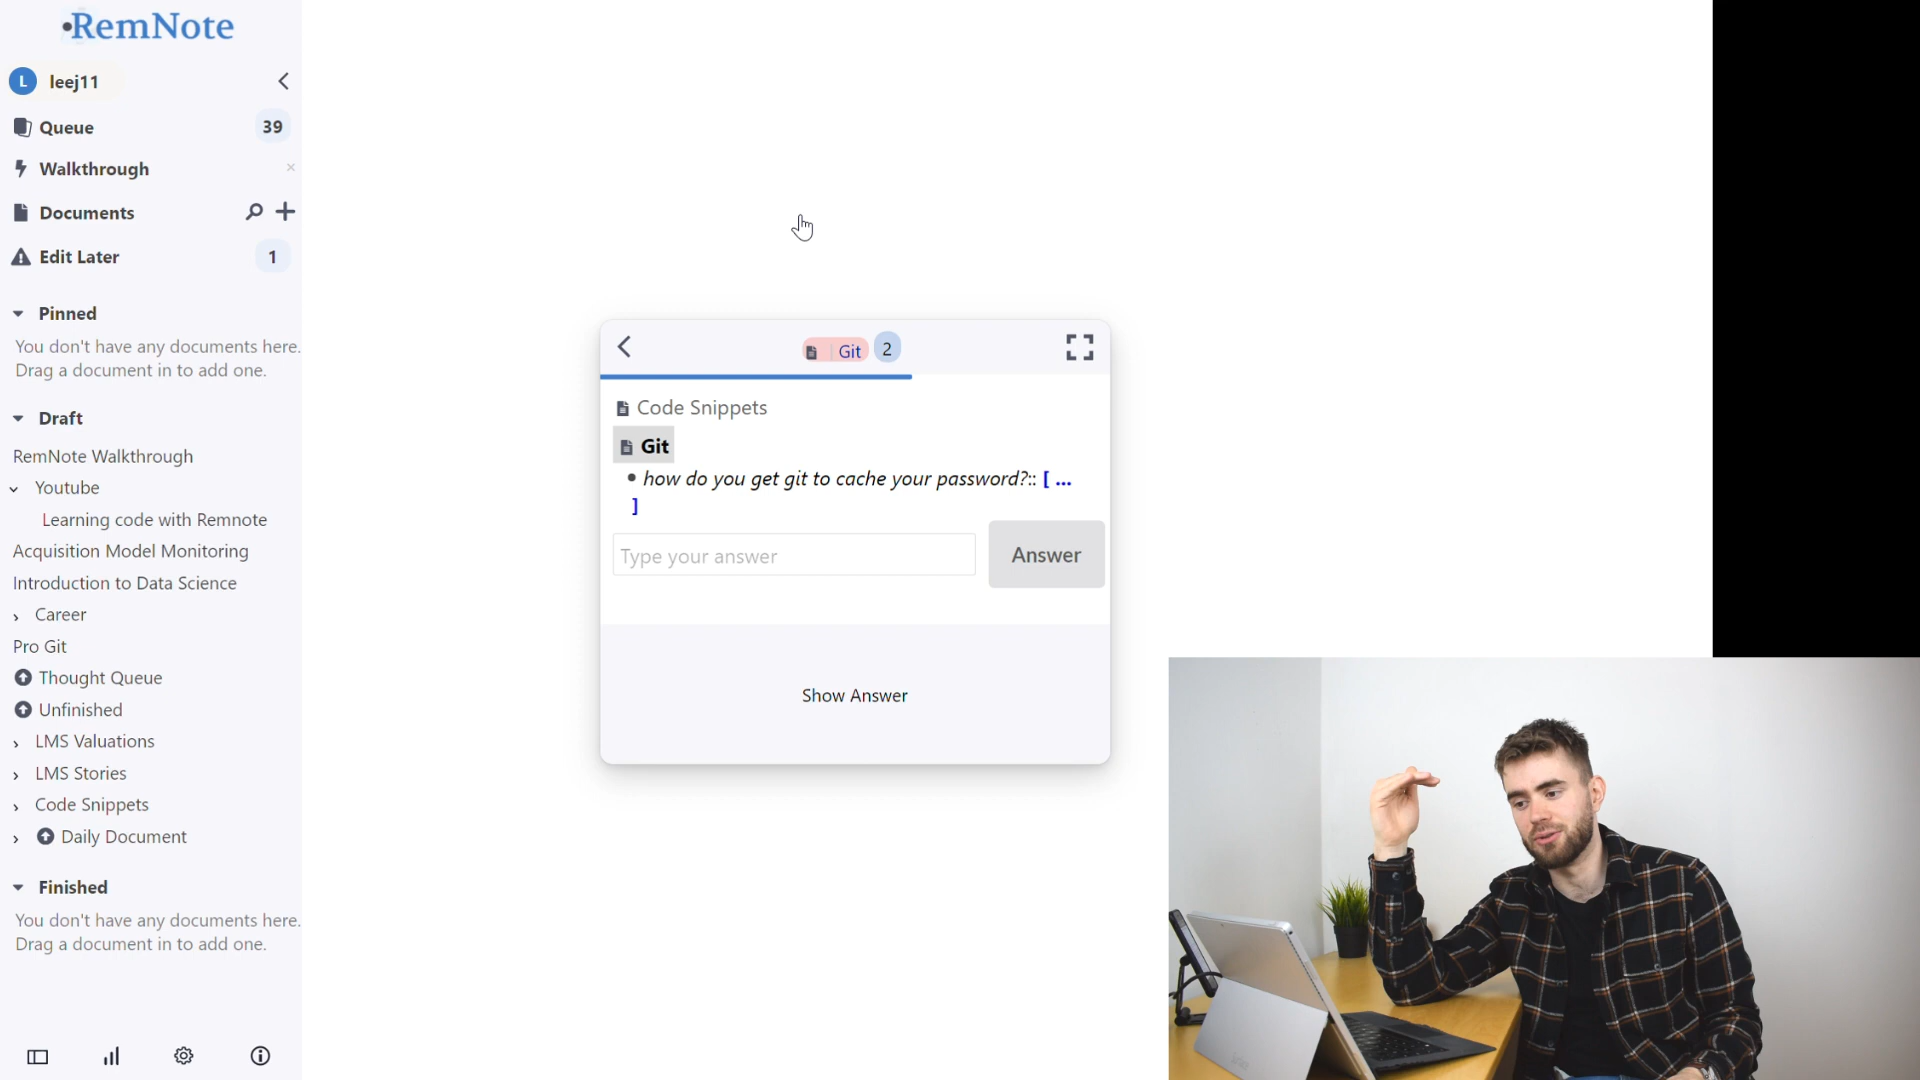 RemNote
L leej11
Queue 39
Walkthrough
Documents
Edit Later 1
Pinned
You don't have any documents here.
Drag a document in to add one.
Draft
RemNote Walkthrough
Youtube
Learning code with Remnote
Acquisition Model Monitoring
Introduction to Data Science
Career
Pro Git
Thought Queue
Unfinished
LMS Valuations
LMS Stories
Code Snippets
Daily Document
Finished
You don't have any documents here.
Drag a document in to add one.
Git 2
Code Snippets
Git
how do you get git to cache your password?:: [ ...
]
Type your answer
Answer
Show Answer